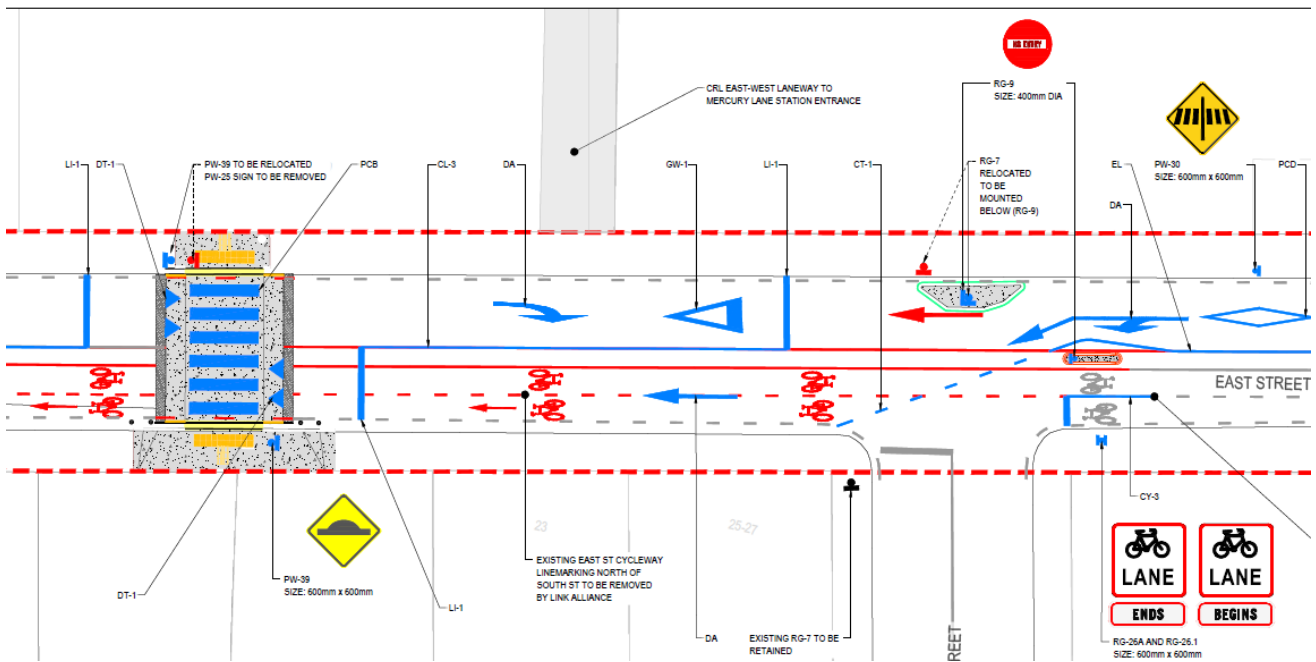 NO ENTRY
RG-9
SIZE: 400mm DIA
CRL EAST-WEST LANEWAY TO
MERCURY LANE STATION ENTRANCE
LI-1
DT-1
PW-39 TO BE RELOCATED
PW-25 SIGN TO BE REMOVED
PCB
CL-3
DA
GW-1
LI-1
CT-1
RG-7
RELOCATED
TO BE
MOUNTED
BELOW (RG-9)
EL
PW-30
SIZE: 600mm x 600mm
PCD
DA
EAST STREET
23
25-27
EXISTING EAST ST CYCLEWAY
LINEMARKING NORTH OF
SOUTH ST TO BE REMOVED
BY LINK ALLIANCE
PW-39
SIZE: 600mm x 600mm
DT-1
LI-1
DA
EXISTING RG-7 TO BE
RETAINED
STREET
CY-3
LANE
ENDS
LANE
BEGINS
RG-26A AND RG-26.1
SIZE: 600mm x 600mm